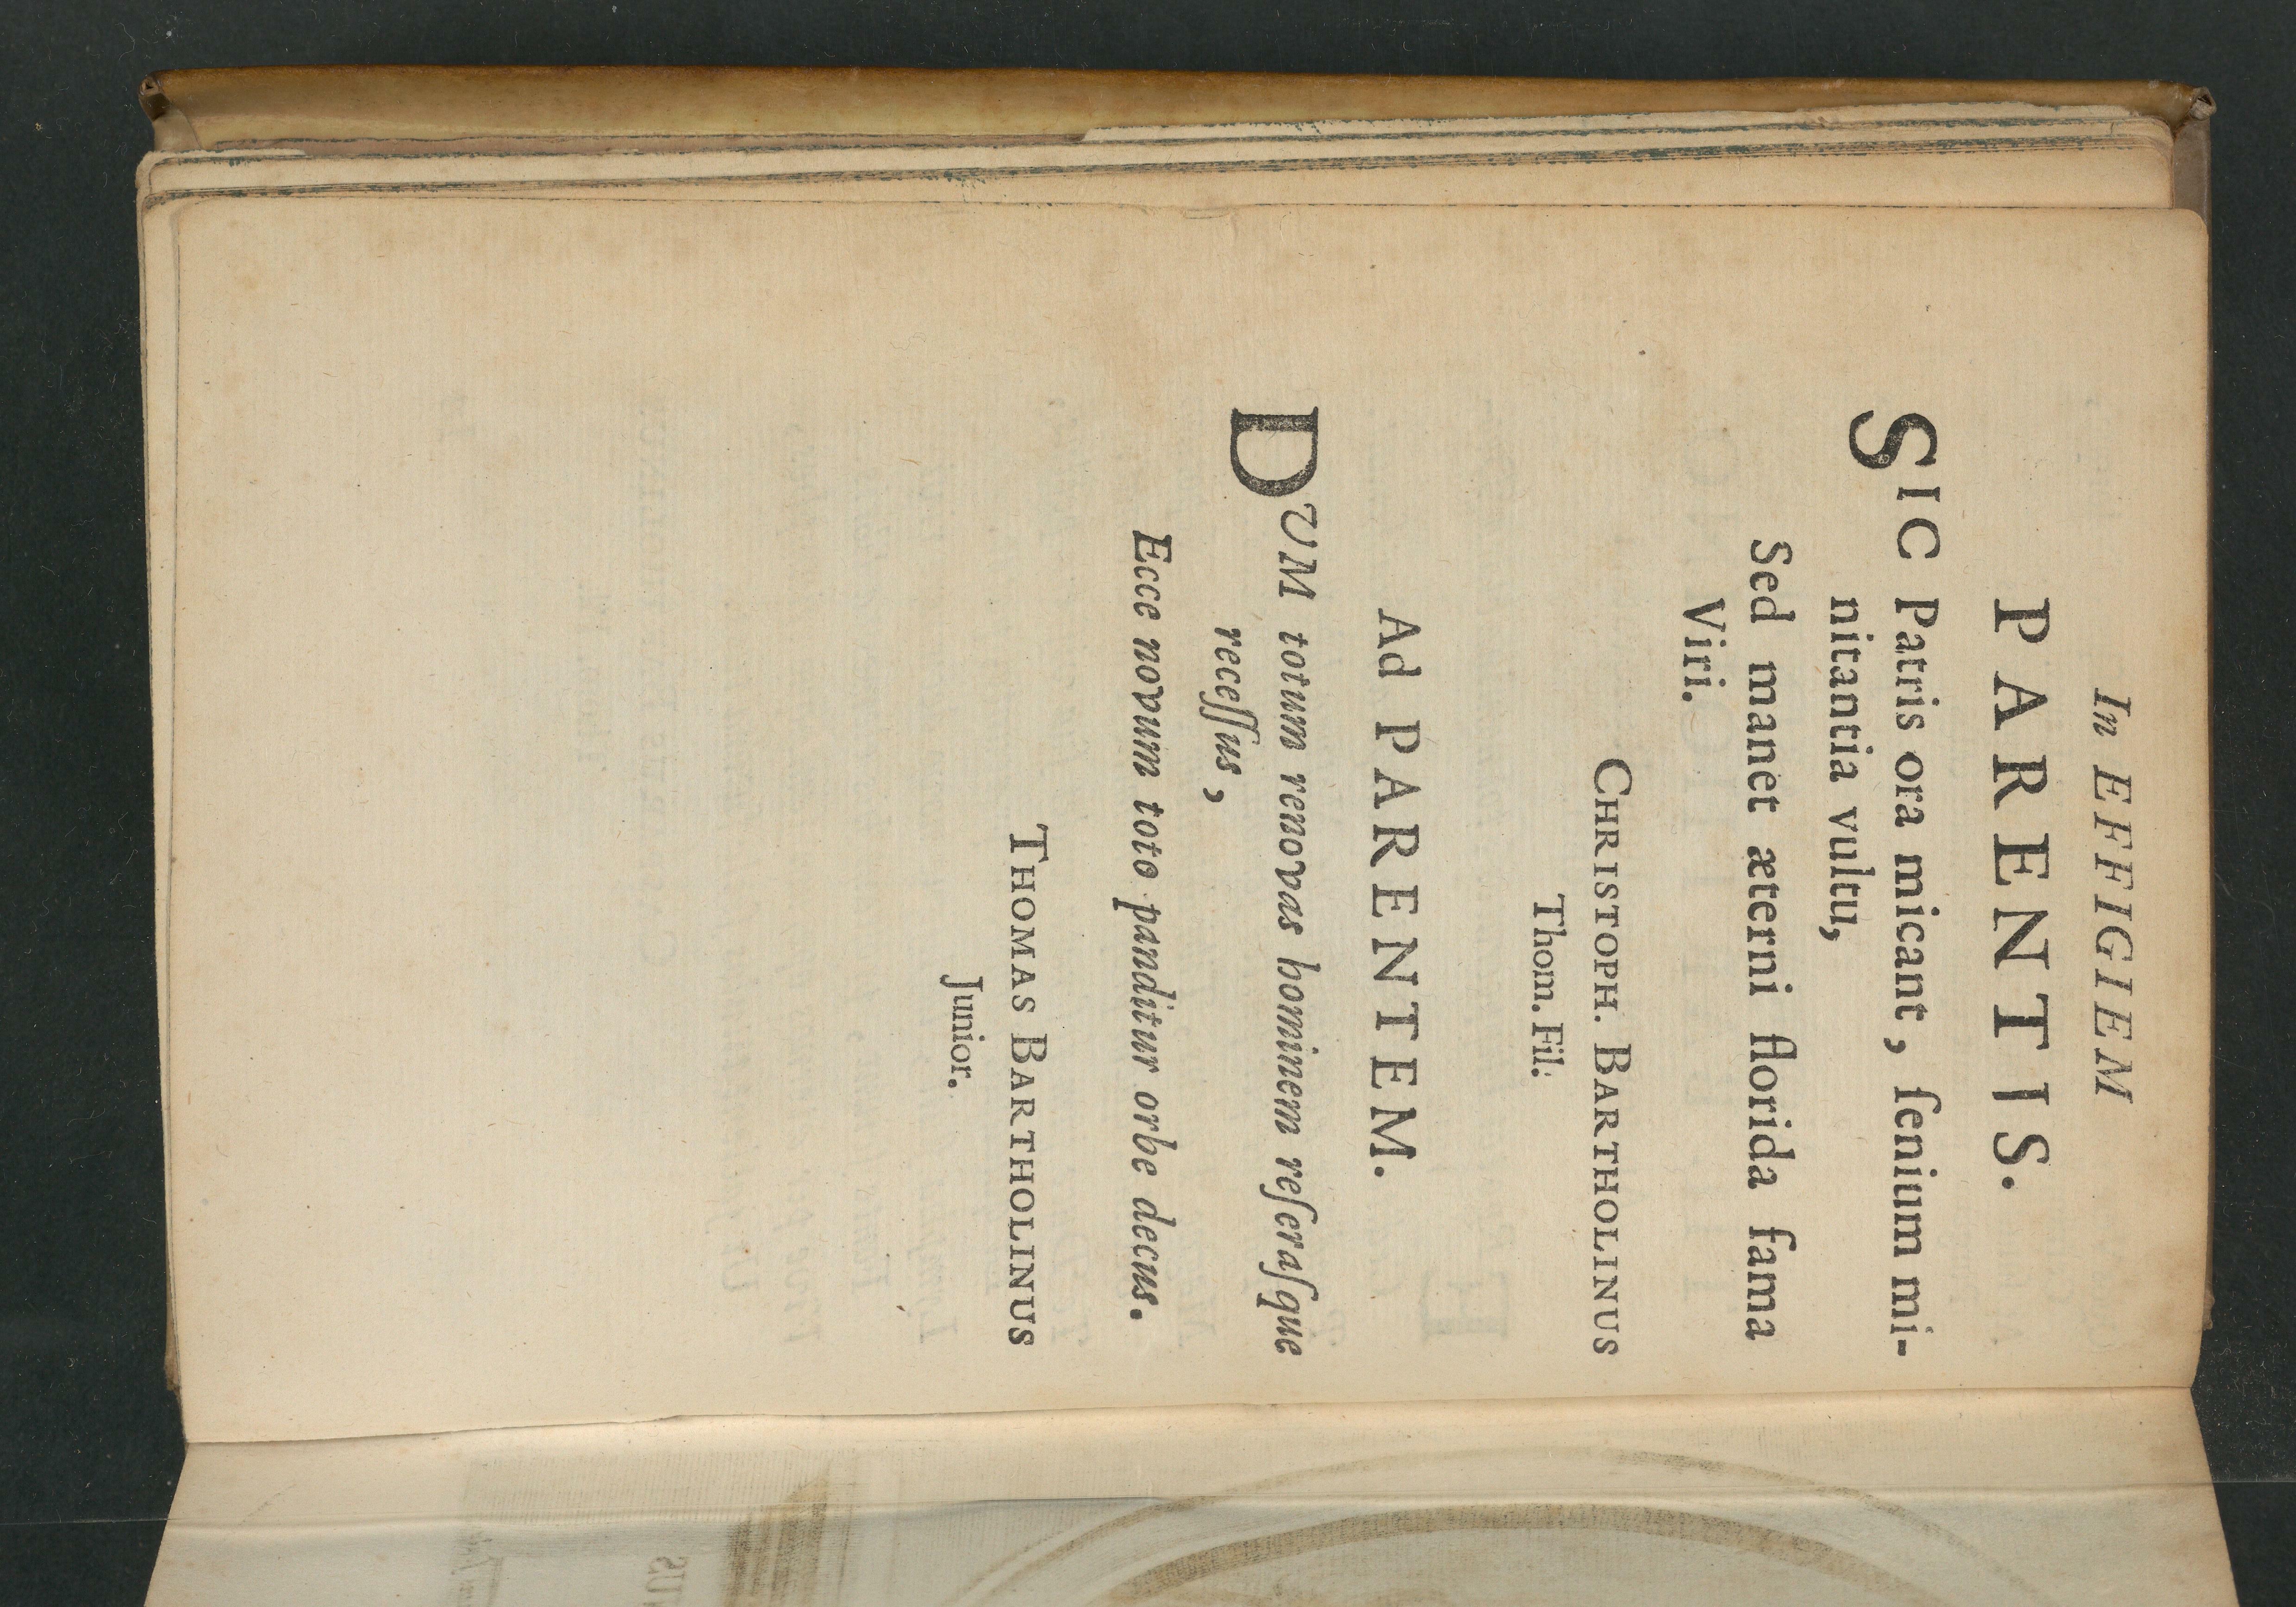 In EFFIGIEM
PARENTIS.
SIC Patris ora micant, ſenium mi-
nitantia vultu,
Sed manet æterni florida fama
Viri.
CHRISTOPH. BARTHOLINUS
Thom. Fil:
Ad PARENTEM.
DVM totum renovas hominem reſeraſque
receſſus,
Ecce novum toto panditur orbe decus.
THOMAS BARTHOLINUS
Junior.